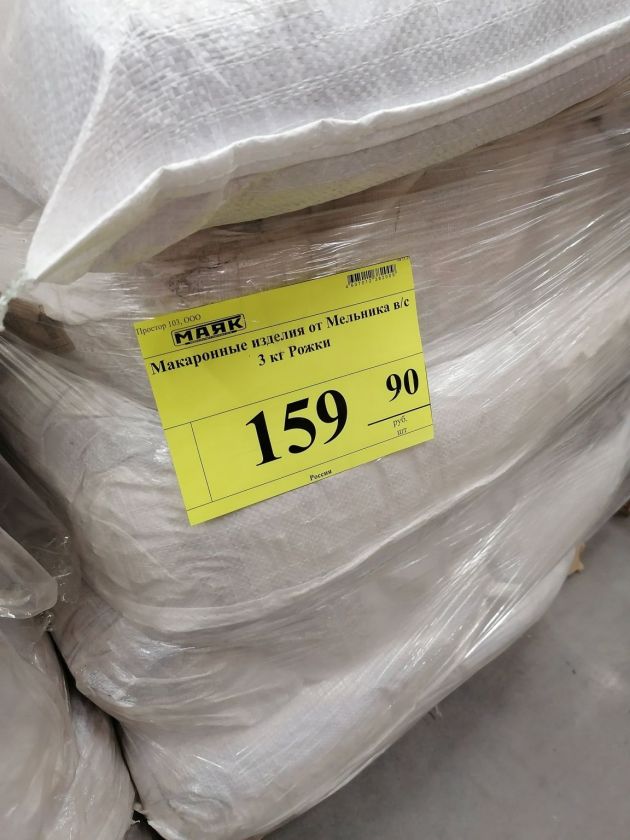 Простор 103, ООО
МАЯК
Макаронные изделия от Мельника в/с
3 кг Рожки
159
90
руб.
шт
Россия